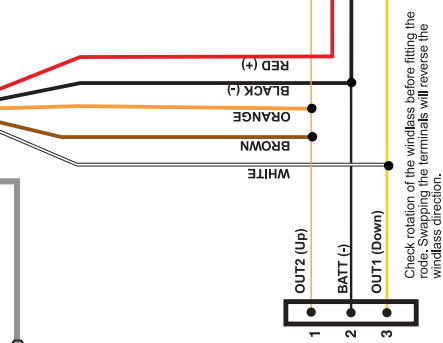 RED (+)
BLACK (-)
ORANGE
BROWN
WHITE
OUT2 (Up)
BATT (-)
OUT1 (Down)
1
2
3
Check rotation of the windlass before fitting the
rode. Swapping the terminals will reverse the
windlass direction.